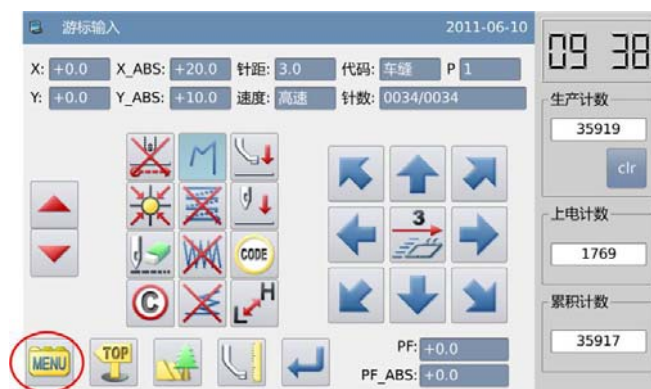 游标输入 2011-06-10
09 38
X: +0.0 X_ABS: +20.0 针距: 3.0 代码: 车缝 P 1
Y: +0.0 Y_ABS: +10.0 速度: 高速 针数: 0034/0034
生产计数
35919
clr
上电计数
1769
累积计数
35917
3
CODE
C
L H
MENU
TOP
PF: +0.0
PF_ABS: +0.0